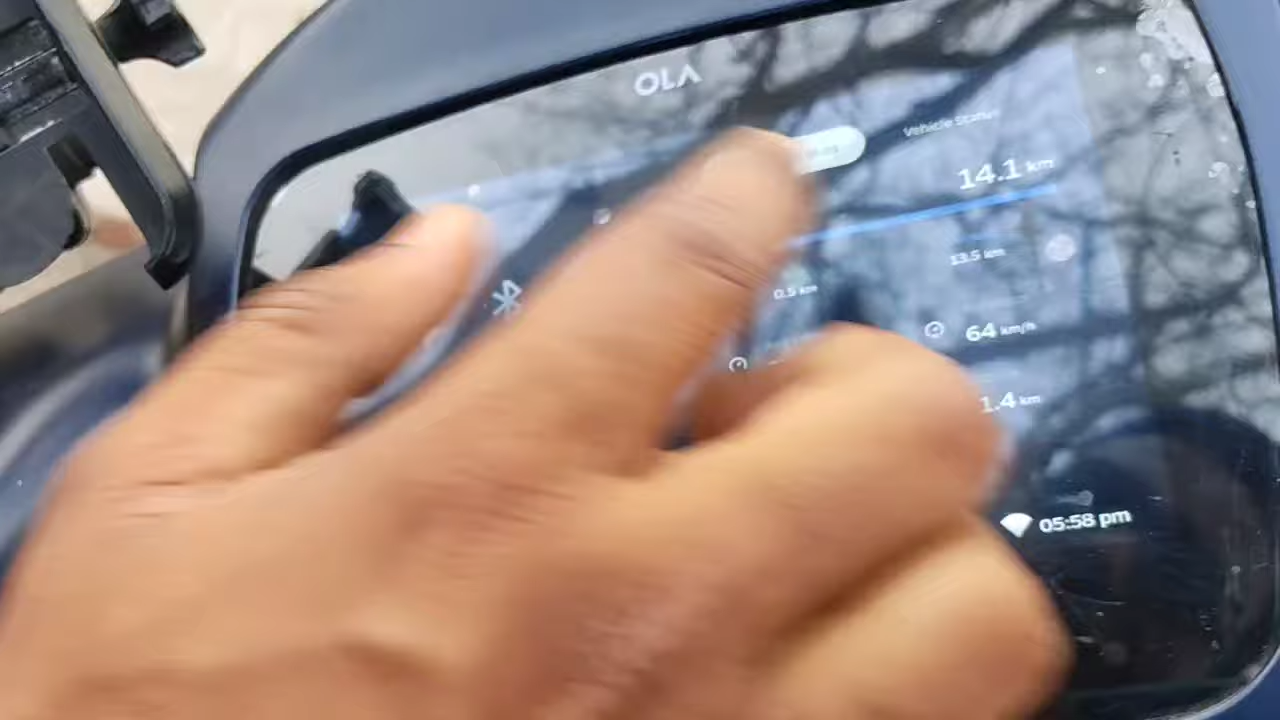 OLA
Vehicle Status
14.1 km
13.5 km
0.5 km
64 km/h
1.4 km
05:58 pm